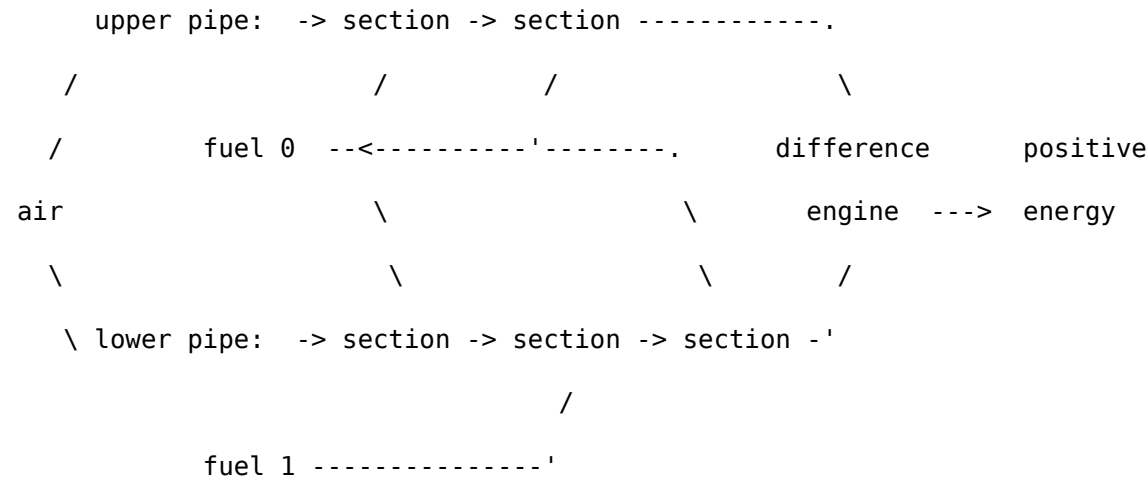 upper pipe: -> section -> section ------------.
/ / / \
/ fuel 0 --<----------'--------. difference positive
air \ \ engine ---> energy
\ \ \ /
\ lower pipe: -> section -> section -> section -'
/
fuel 1 ---------------'